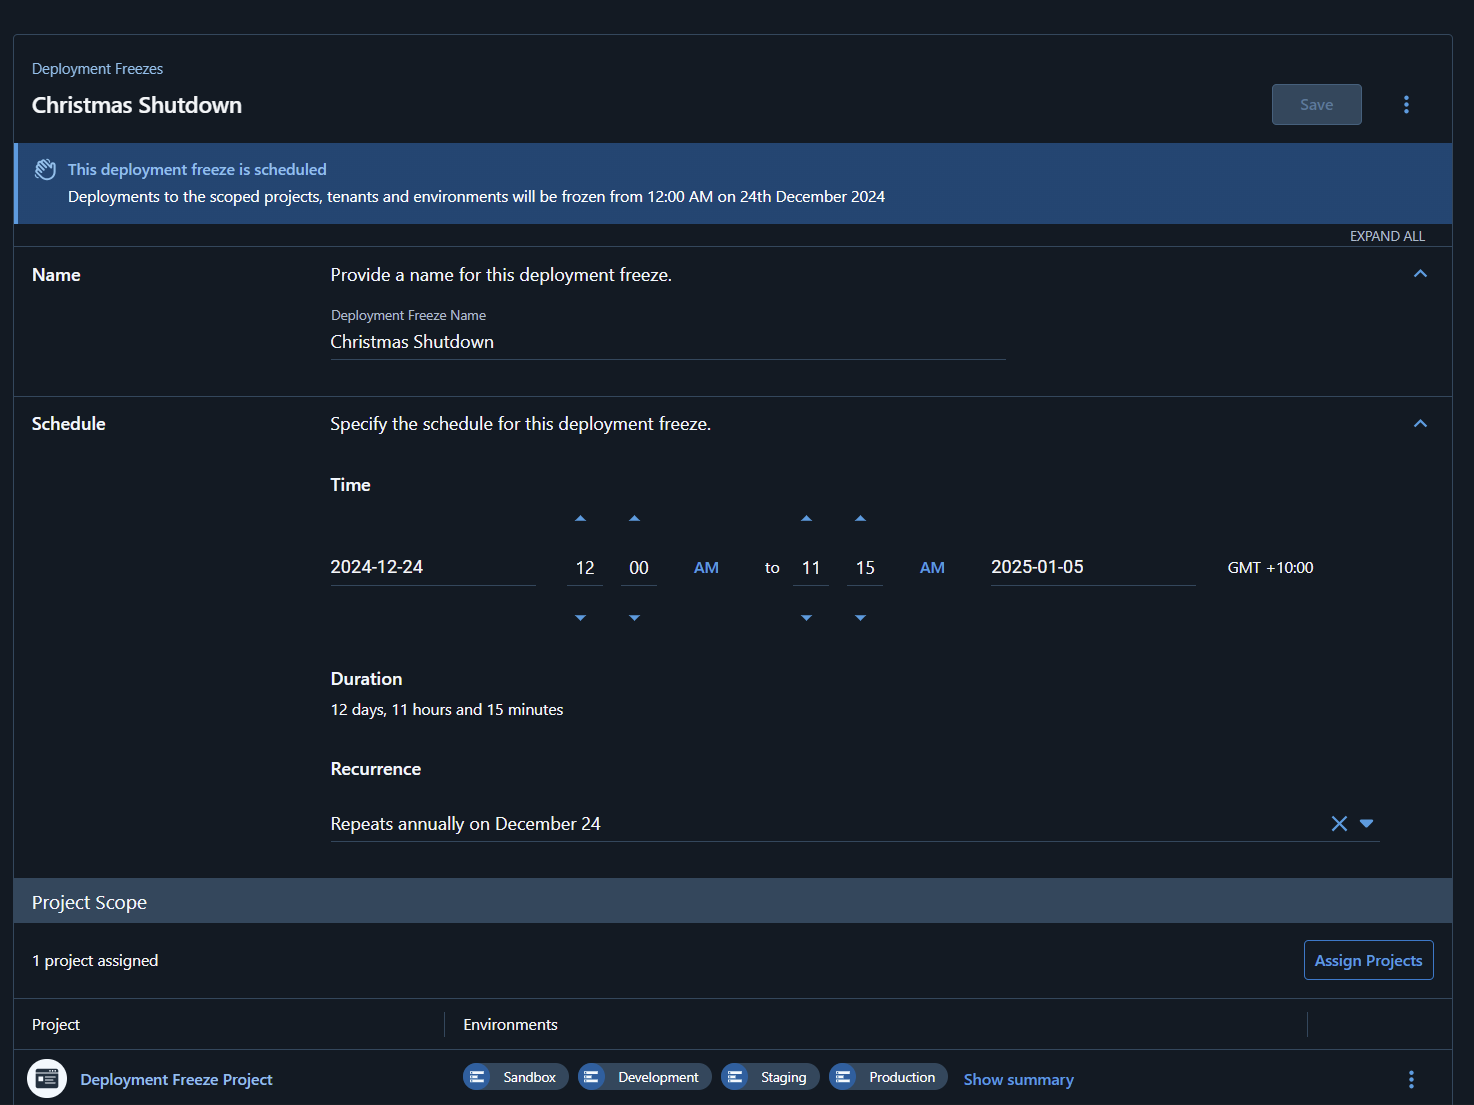 Deployment Freezes
Christmas Shutdown
Save
This deployment freeze is scheduled
Deployments to the scoped projects, tenants and environments will be frozen from 12:00 AM on 24th December 2024
EXPAND ALL
Name
Provide a name for this deployment freeze.
Deployment Freeze Name
Christmas Shutdown
Schedule
Specify the schedule for this deployment freeze.
Time
2024-12-24 12 00 AM to 11 15 AM 2025-01-05 GMT +10:00
Duration
12 days, 11 hours and 15 minutes
Recurrence
Repeats annually on December 24
Project Scope
1 project assigned
Assign Projects
Project Environments
Deployment Freeze Project Sandbox Development Staging Production Show summary